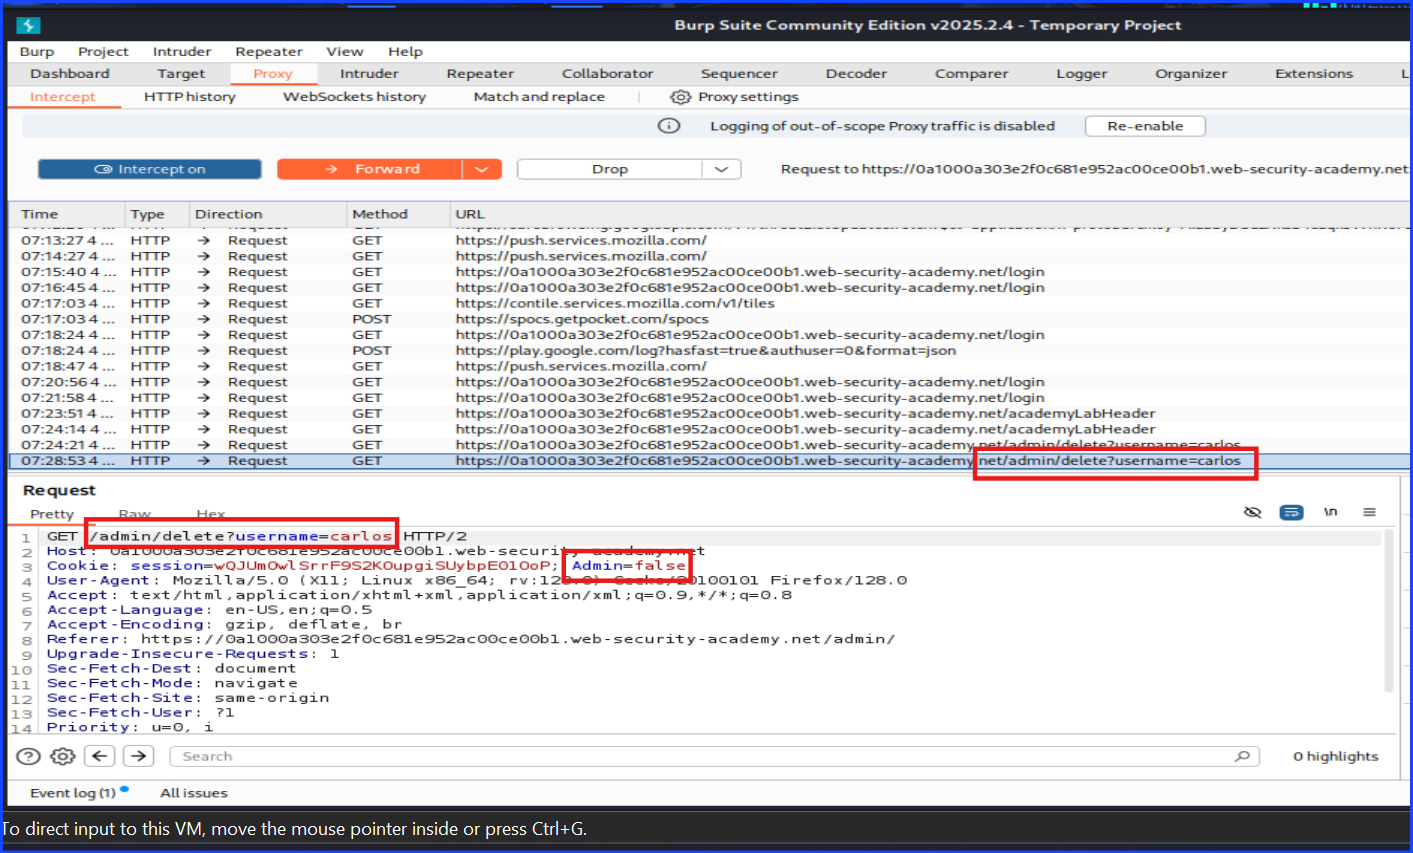 Burp Suite Community Edition v2025.2.4 - Temporary Project
Burp Project Intruder Repeater View Help
Dashboard Target Proxy Intruder Repeater Collaborator Sequencer Decoder Comparer Logger Organizer Extensions L
Intercept HTTP history WebSockets history Match and replace Proxy settings
Logging of out-of-scope Proxy traffic is disabled Re-enable
Intercept on → Forward Drop Request to https://0a1000a303e2f0c681e952ac00ce00b1.web-security-academy.net:
Time Type Direction Method URL
07:13:27 4 ... HTTP → Request GET https://push.services.mozilla.com/
07:14:27 4 ... HTTP → Request GET https://push.services.mozilla.com/
07:15:40 4 ... HTTP → Request GET https://0a1000a303e2f0c681e952ac00ce00b1.web-security-academy.net/login
07:16:45 4 ... HTTP → Request GET https://0a1000a303e2f0c681e952ac00ce00b1.web-security-academy.net/login
07:17:03 4 ... HTTP → Request GET https://contile.services.mozilla.com/v1/tiles
07:17:03 4 ... HTTP → Request POST https://spocs.getpocket.com/spocs
07:18:24 4 ... HTTP → Request GET https://0a1000a303e2f0c681e952ac00ce00b1.web-security-academy.net/login
07:18:24 4 ... HTTP → Request POST https://play.google.com/log?hasfast=true&authuser=0&format=json
07:18:47 4 ... HTTP → Request GET https://push.services.mozilla.com/
07:20:56 4 ... HTTP → Request GET https://0a1000a303e2f0c681e952ac00ce00b1.web-security-academy.net/login
07:21:58 4 ... HTTP → Request GET https://0a1000a303e2f0c681e952ac00ce00b1.web-security-academy.net/login
07:23:51 4 ... HTTP → Request GET https://0a1000a303e2f0c681e952ac00ce00b1.web-security-academy.net/academyLabHeader
07:24:14 4 ... HTTP → Request GET https://0a1000a303e2f0c681e952ac00ce00b1.web-security-academy.net/academyLabHeader
07:24:21 4 ... HTTP → Request GET https://0a1000a303e2f0c681e952ac00ce00b1.web-security-academy.net/admin/delete?username=carlos
07:28:53 4 ... HTTP → Request GET https://0a1000a303e2f0c681e952ac00ce00b1.web-security-academy.net/admin/delete?username=carlos
Request
Pretty Raw Hex \n
1 GET /admin/delete?username=carlos HTTP/2
2 Host: 0a1000a303e2f0c681e952ac00ce00b1.web-security-academy.net
3 Cookie: session=wQJUmOwlSrrF9S2KOupgiSUybpE0lOoP; Admin=false
4 User-Agent: Mozilla/5.0 (X11; Linux x86_64; rv:128.0) Gecko/20100101 Firefox/128.0
5 Accept: text/html,application/xhtml+xml,application/xml;q=0.9,*/*;q=0.8
6 Accept-Language: en-US,en;q=0.5
7 Accept-Encoding: gzip, deflate, br
8 Referer: https://0a1000a303e2f0c681e952ac00ce00b1.web-security-academy.net/admin/
9 Upgrade-Insecure-Requests: 1
10 Sec-Fetch-Dest: document
11 Sec-Fetch-Mode: navigate
12 Sec-Fetch-Site: same-origin
13 Sec-Fetch-User: ?1
14 Priority: u=0, i
Search 0 highlights
Event log (1) All issues
To direct input to this VM, move the mouse pointer inside or press Ctrl+G.